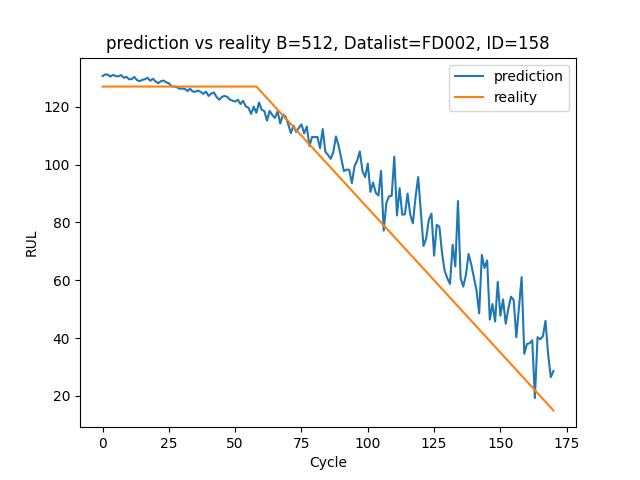 prediction vs reality B=512, Datalist=FD002, ID=158
prediction
reality
120
100
80
60
40
20
RUL
0 25 50 75 100 125 150 175
Cycle